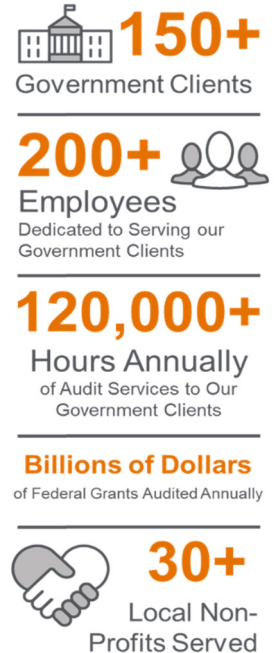 150+
Government Clients
200+
Employees
Dedicated to Serving our
Government Clients
120,000+
Hours Annually
of Audit Services to Our
Government Clients
Billions of Dollars
of Federal Grants Audited Annually
30+
Local Non-
Profits Served